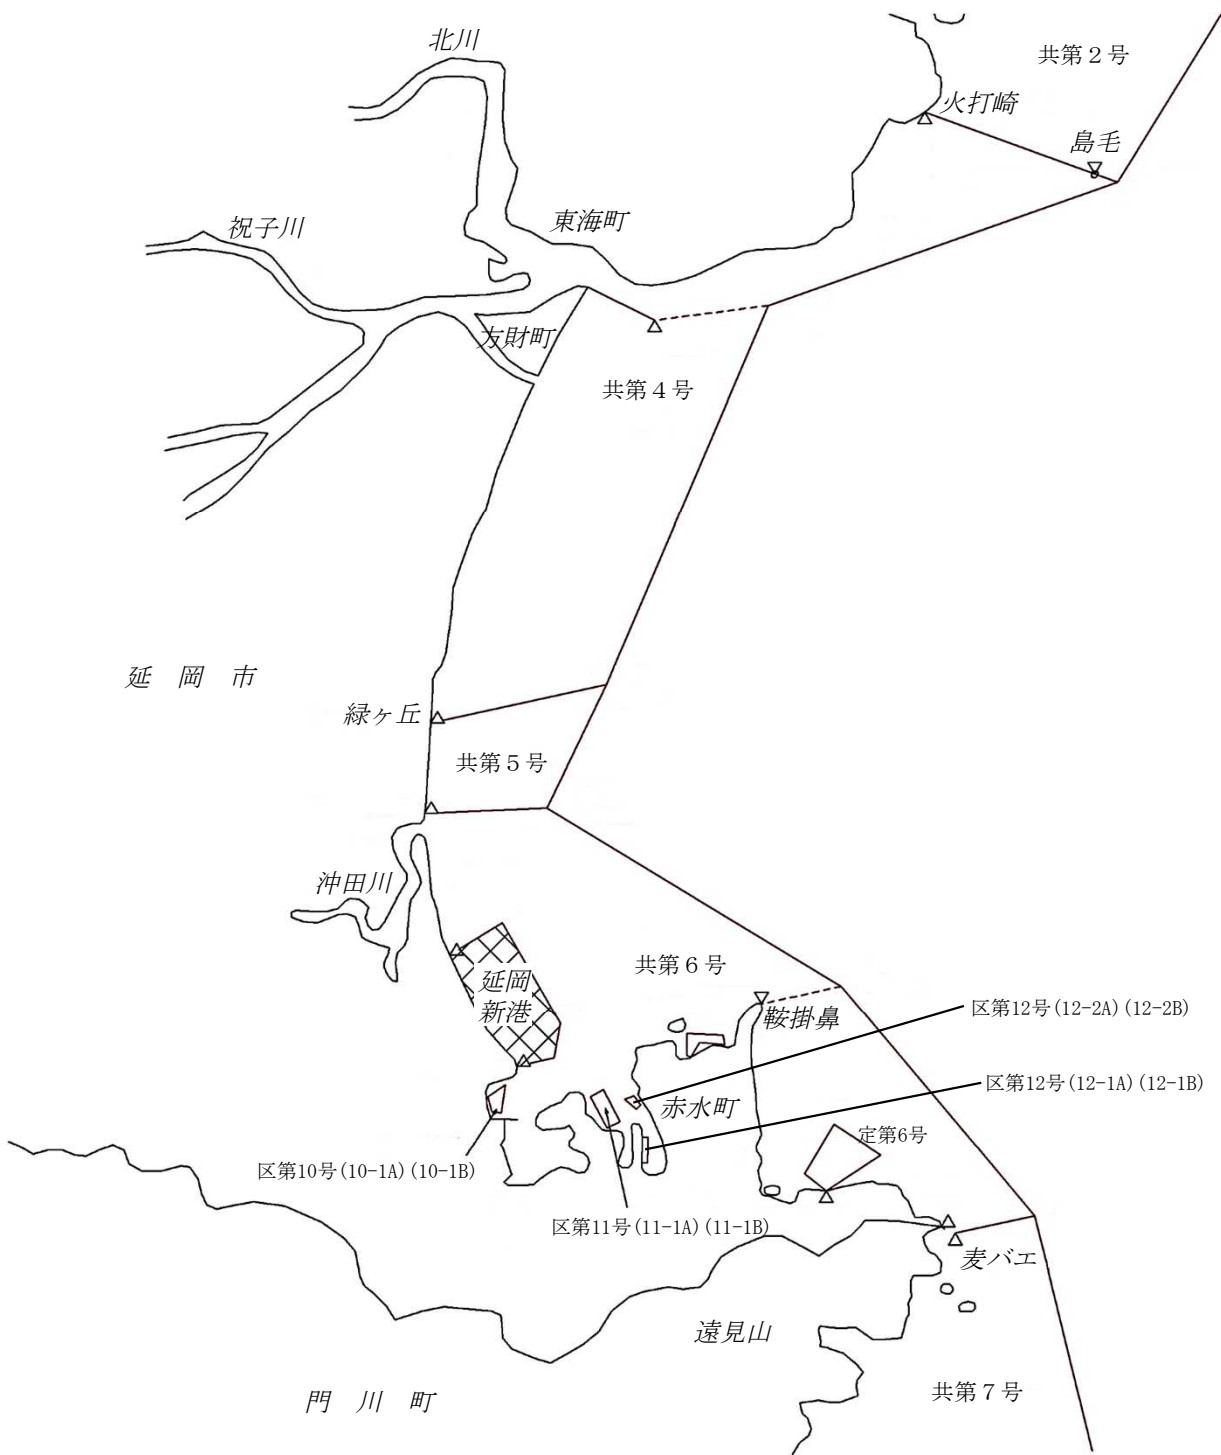 北川
共第２号
火打崎
島毛
祝子川
東海町
方財町
共第４号
延岡市
緑ヶ丘
共第５号
沖田川
共第６号
延岡
新港
鞍掛鼻
区第12号(12-2A)(12-2B)
区第12号(12-1A)(12-1B)
赤水町
定第6号
区第10号(10-1A)(10-1B)
区第11号(11-1A)(11-1B)
麦バエ
遠見山
共第７号
門川町